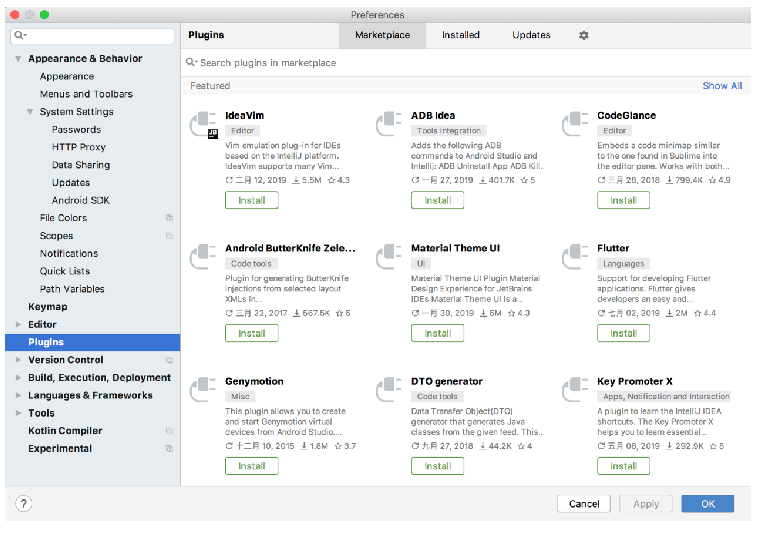 Preferences
Plugins
Marketplace
Installed
Updates
Search plugins in marketplace
Featured
Show All
Appearance & Behavior
Appearance
Menus and Toolbars
System Settings
Passwords
HTTP Proxy
Data Sharing
Updates
Android SDK
File Colors
Scopes
Notifications
Quick Lists
Path Variables
Keymap
Editor
Plugins
Version Control
Build, Execution, Deployment
Languages & Frameworks
Tools
Kotlin Compiler
Experimental
IdeaVim
JB
Editor
Vim emulation plug-in for IDEs
based on the IntelliJ platform.
IdeaVim supports many Vim...
二月 12, 2019 5.5M 4.3
Install
ADB Idea
Tools integration
Adds the following ADB
commands to Android Studio and
Intellij: ADB Uninstall App ADB Kill..
一月 27, 2019 401.7K 5
Install
CodeGlance
Editor
Embeds a code minimap similar
to the one found in Sublime into
the editor pane. Works with both...
三月 28, 2018 799.4K 4.9
Install
Android ButterKnife Zele...
Code tools
Plugin for generating ButterKnife
injections from selected layout
XMLs in...
三月 22, 2017 567.5K 5
Install
Material Theme UI
UI
Material Theme UI Plugin Material
Design Experience for JetBrains
IDEs Material Theme UI is a...
一月 30, 2019 5M 4.3
Install
Flutter
Languages
Support for developing Flutter
applications. Flutter gives
developers an easy and...
七月 02, 2019 2M 4.4
Install
Genymotion
Misc
This plugin allows you to create
and start Genymotion virtual
devices from Android Studio....
十二月 10, 2015 1.8M 3.7
Install
DTO generator
Code tools
Data Transfer Object(DTO)
generator that generates Java
classes from the given feed. This...
九月 27, 2018 44.2K 4
Install
Key Promoter X
Apps, Notification and Interaction
A plugin to learn the IntelliJ IDEA
shortcuts. The Key Promoter X
helps you to learn essential...
五月 06, 2019 292.9K 5
Install
?
Cancel
Apply
OK